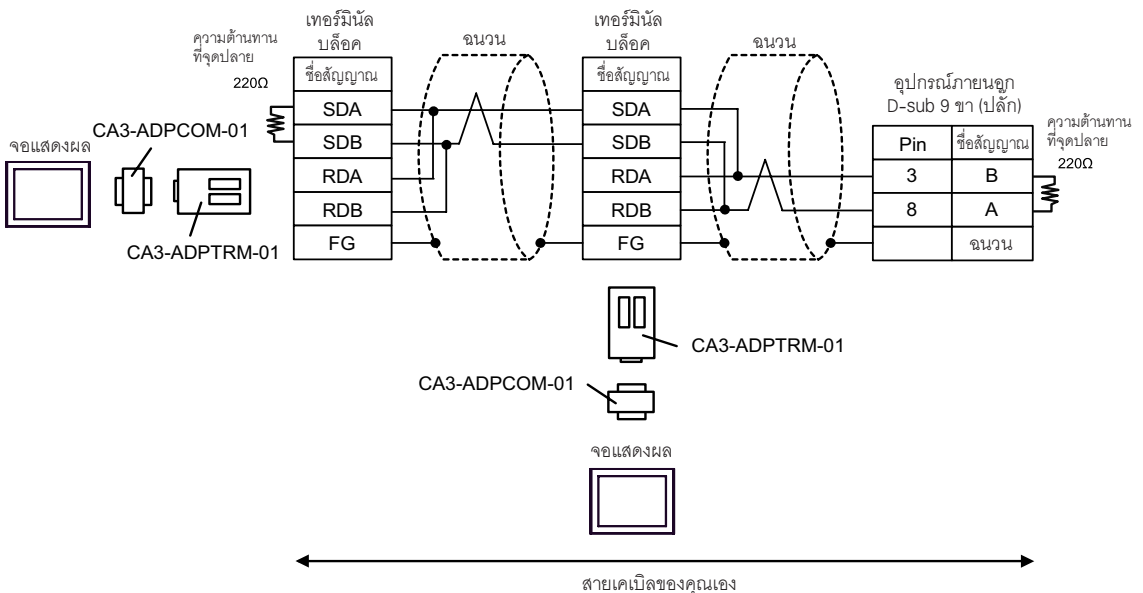 เทอร์มินัล
บล็อค
ความต้านทาน
ที่จุดปลาย
220Ω
ฉนวน
ชื่อสัญญาณ
SDA
SDB
RDA
RDB
FG
เทอร์มินัล
บล็อค
ฉนวน
ชื่อสัญญาณ
SDA
SDB
RDA
RDB
FG
อุปกรณ์ภายนอก
D-sub 9 ขา (ปลั๊ก)
Pin ชื่อสัญญาณ
3 B
8 A
ฉนวน
ความต้านทาน
ที่จุดปลาย
220Ω
จอแสดงผล
CA3-ADPCOM-01
CA3-ADPTRM-01
CA3-ADPTRM-01
CA3-ADPCOM-01
จอแสดงผล
สายเคเบิลของคุณเอง